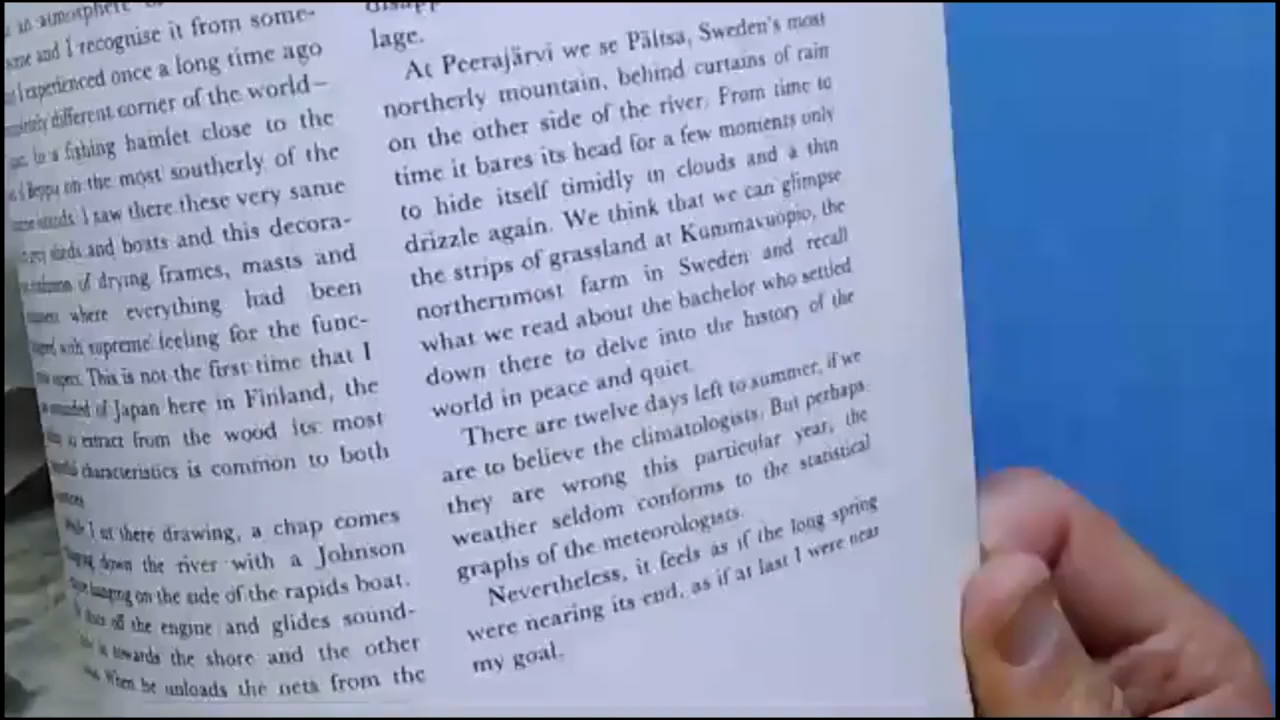 an atmosphere
and I recognise it from some-
experienced once a long time ago
different corner of the world–
to a fishing hamlet close to the
on the most southerly of the
I saw there these very same
sheds and boats and this decora-
of drying frames, masts and
where everything had been
with supreme feeling for the func-
This is not the first time that I
of Japan here in Finland, the
to extract from the wood its most
characteristics is common to both
I sat there drawing, a chap comes
down the river with a Johnson
hanging on the side of the rapids boat.
off the engine and glides sound-
towards the shore and the other
When he unloads the nets from the
lage.
At Peerajärvi we se Pältsa, Sweden's most
northerly mountain, behind curtains of rain
on the other side of the river. From time to
time it bares its head for a few moments only
to hide itself timidly in clouds and a thin
drizzle again. We think that we can glimpse
the strips of grassland at Kummavuopio, the
northernmost farm in Sweden and recall
what we read about the bachelor who settled
down there to delve into the history of the
world in peace and quiet.
There are twelve days left to summer, if we
are to believe the climatologists. But perhaps
they are wrong this particular year, the
weather seldom conforms to the statistical
graphs of the meteorologists.
Nevertheless, it feels as if the long spring
were nearing its end, as if at last I were near
my goal.